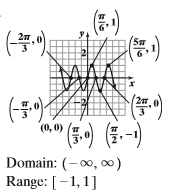 (π/6, 1)
(-2π/3, 0)
y
(5π/6, 1)
2
x
-2
(-π/3, 0)
(2π/3, 0)
(0, 0)
(π/3, 0)
(π/2, -1)
Domain: (-∞, ∞)
Range: [-1, 1]